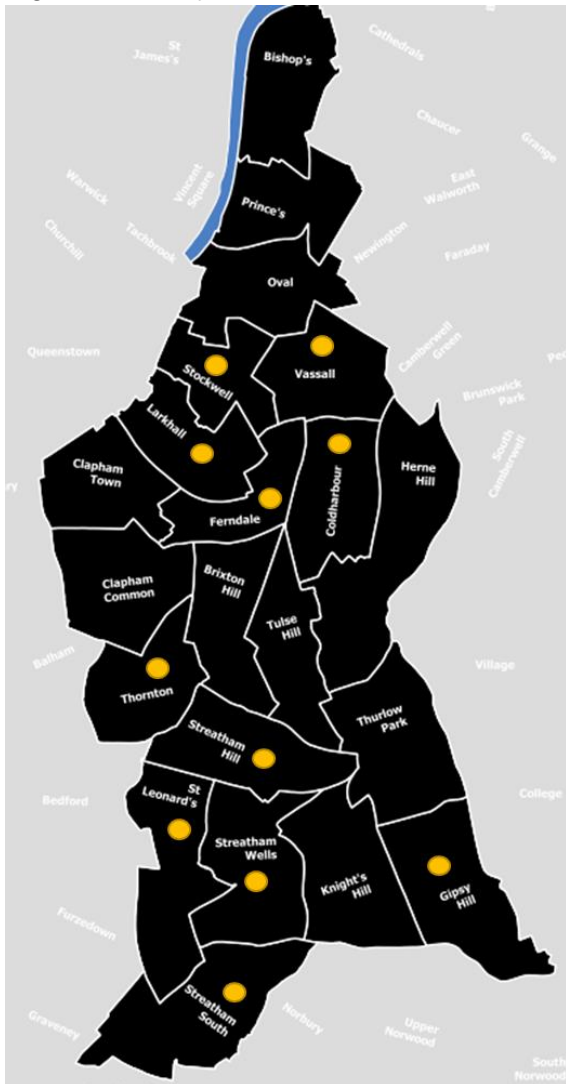 Bishop's
St
James's
Cathedrals
Chaucer
Grange
Warwick
Vincent
Square
East
Walworth
Prince's
Churchill
Tachbrook
Newington
Faraday
Oval
Queenstown
Stockwell
Vassall
Camberwell
Green
Brunswick
Park
Larkhall
South
Camberwell
Clapham
Town
Ferndale
Coldharbour
Herne
Hill
Clapham
Common
Brixton
Hill
Tulse
Hill
Balham
Village
Thornton
Thurlow
Park
Streatham
Hill
Bedford
St
Leonard's
College
Streatham
Wells
Knight's
Hill
Gipsy
Hill
Furzedown
Streatham
South
Graveney
Norbury
Upper
Norwood
South
Norwood